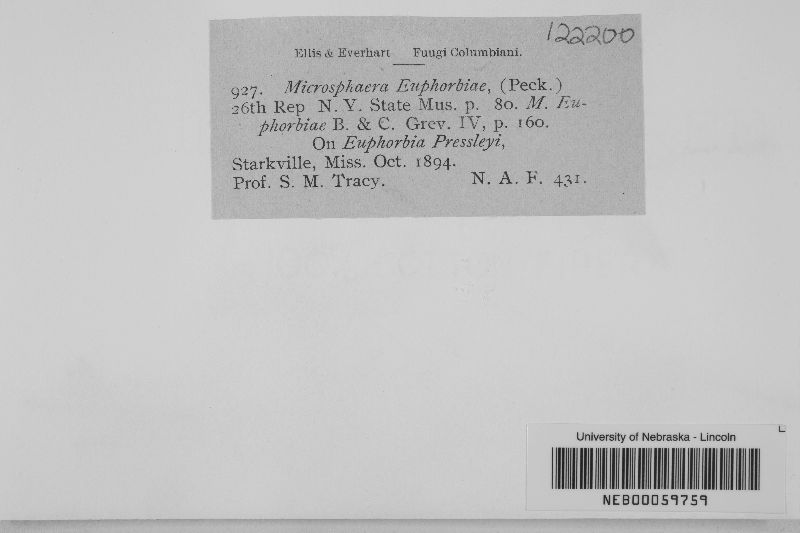 122200
Ellis & Everhart Fuugi Columbiani.
927. Microsphaera Euphorbiae, (Peck.)
26th Rep N. Y. State Mus. p. 80. M. Eu-
phorbiae B. & C. Grev. IV, p. 160.
On Euphorbia Pressleyi,
Starkville, Miss. Oct. 1894.
Prof. S. M. Tracy. N. A. F. 431.
University of Nebraska - Lincoln
NEB00059759